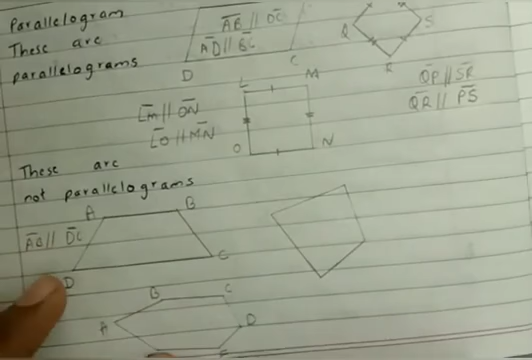 Parallelogram
These are
parallelograms
AB // DC
AD // BC
D C
Q S
R
QP // SR
QR // PS
L M
LM // ON
LO // MN
O N
These are
not parallelograms
A B
AB // DC
D C
B C
A D